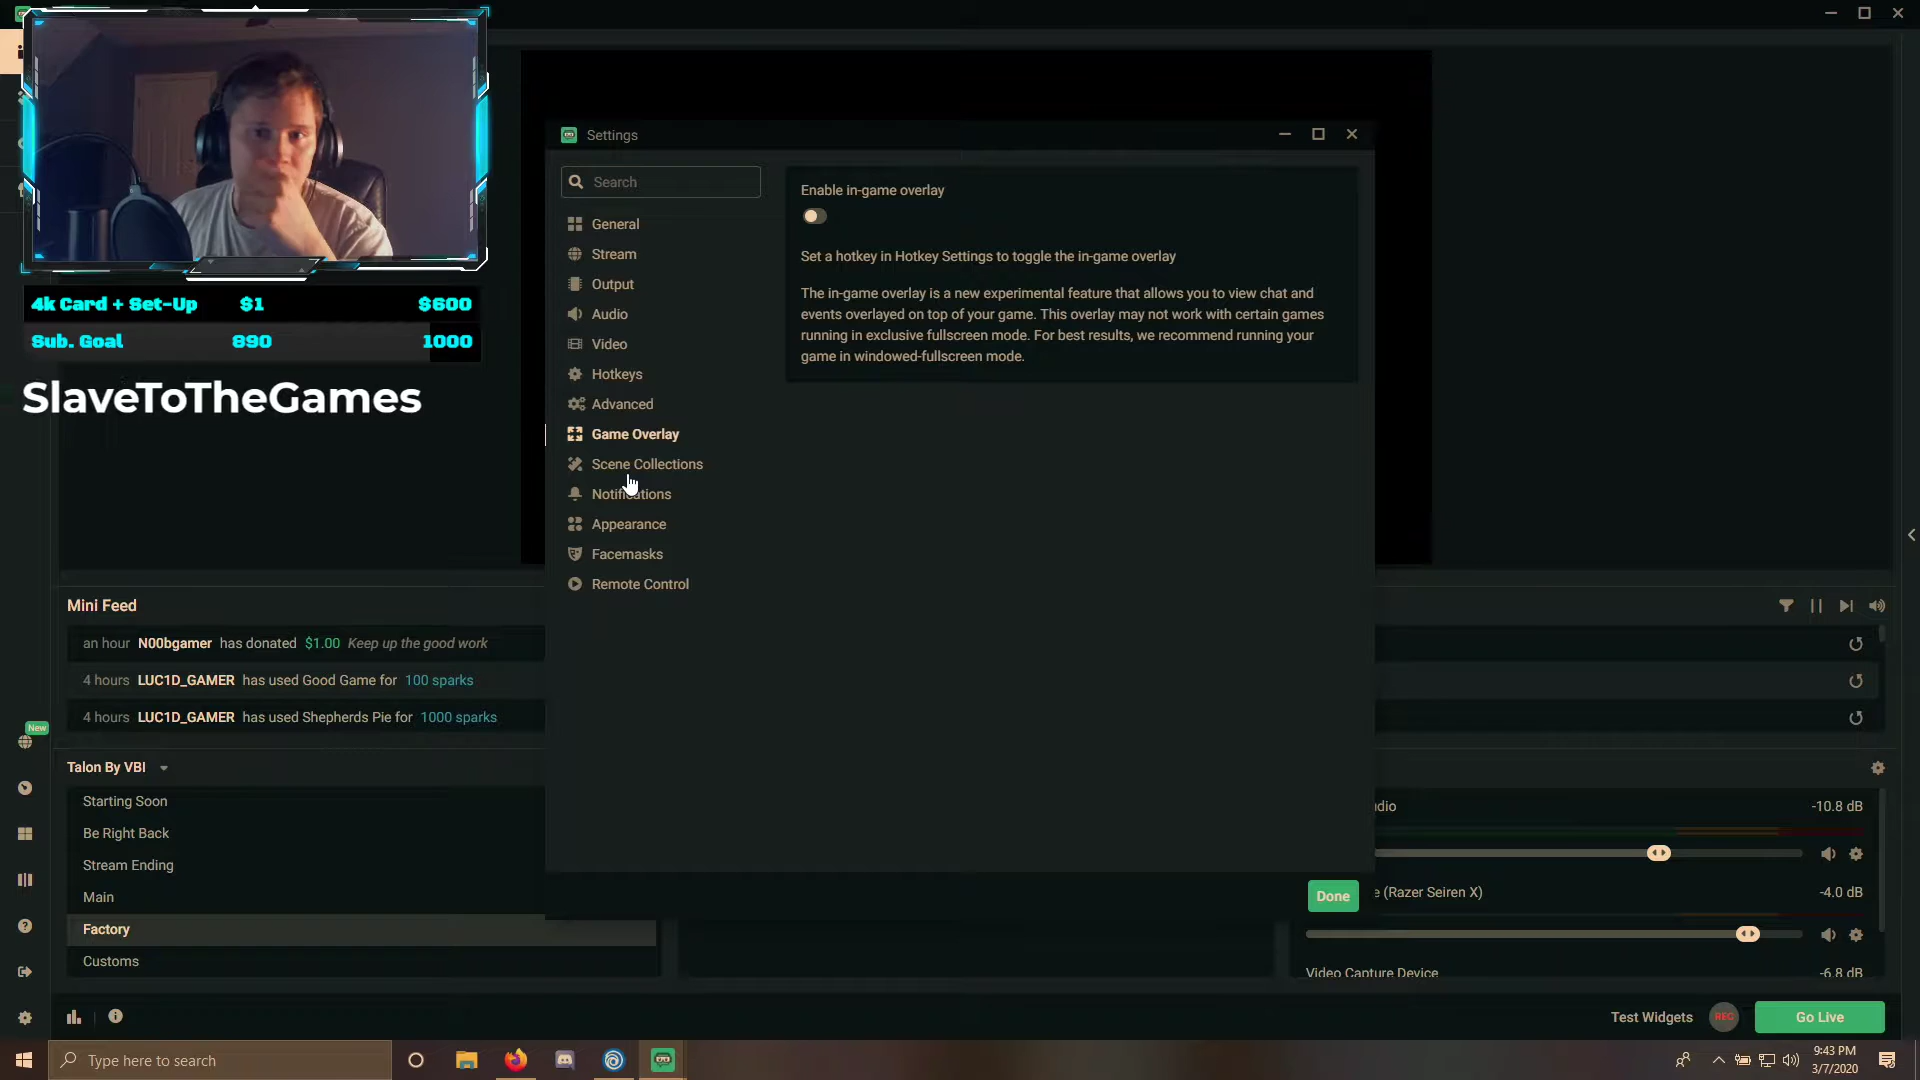 4k Card + Set-Up $1 $600
Sub. Goal 890 1000
SlaveToTheGames
Settings
Search
General
Stream
Output
Audio
Video
Hotkeys
Advanced
Game Overlay
Scene Collections
Notifications
Appearance
Facemasks
Remote Control
Enable in-game overlay
Set a hotkey in Hotkey Settings to toggle the in-game overlay
The in-game overlay is a new experimental feature that allows you to view chat and
events overlayed on top of your game. This overlay may not work with certain games
running in exclusive fullscreen mode. For best results, we recommend running your
game in windowed-fullscreen mode.
Done
Mini Feed
an hour N00bgamer has donated $1.00 Keep up the good work
4 hours LUC1D_GAMER has used Good Game for 100 sparks
4 hours LUC1D_GAMER has used Shepherds Pie for 1000 sparks
New
Talon By VBI
Starting Soon
Be Right Back
Stream Ending
Main
Factory
Customs
dio -10.8 dB
e (Razer Seiren X) -4.0 dB
Video Capture Device -6.8 dB
Test Widgets REC Go Live
Type here to search
9:43 PM
3/7/2020